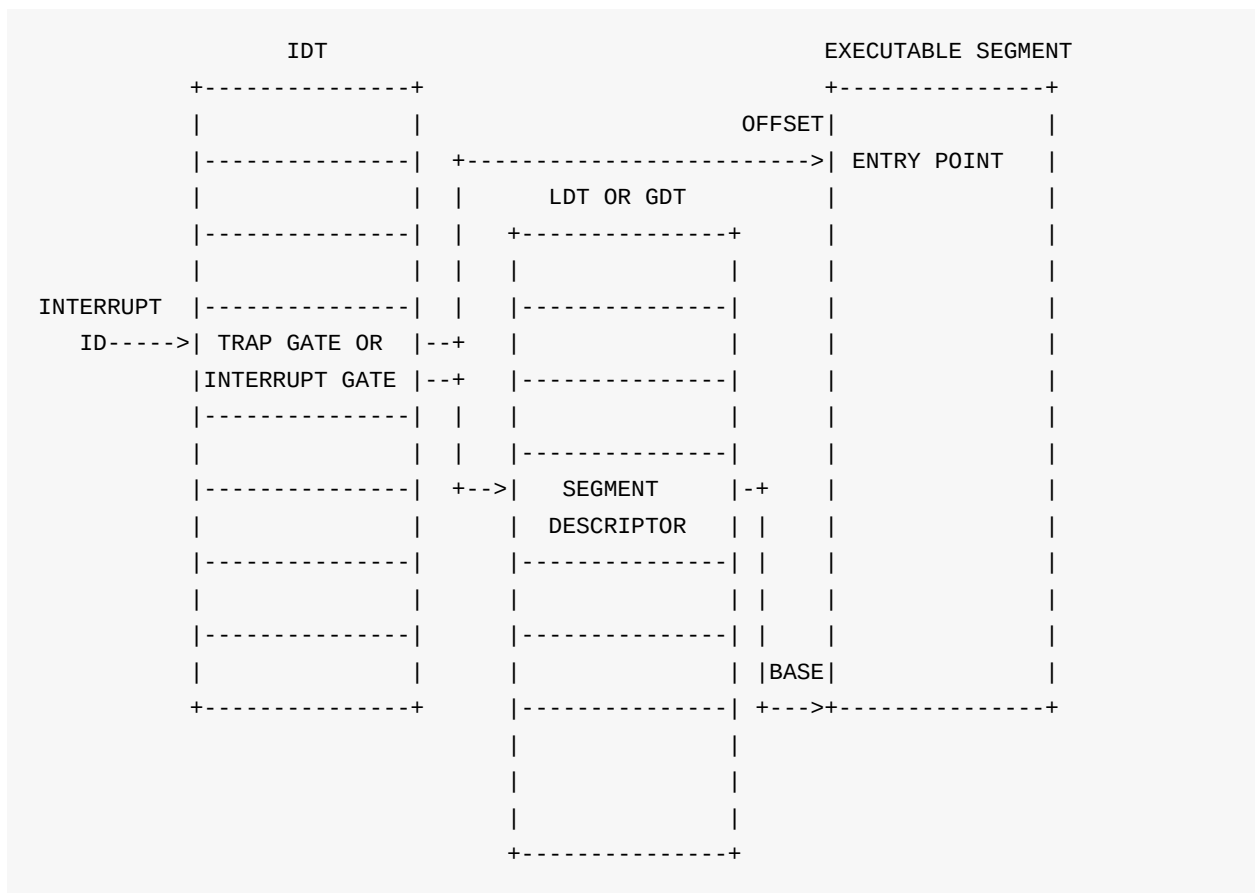 IDT EXECUTABLE SEGMENT
OFFSET
ENTRY POINT
LDT OR GDT
INTERRUPT
ID TRAP GATE OR
INTERRUPT GATE
SEGMENT
DESCRIPTOR
BASE